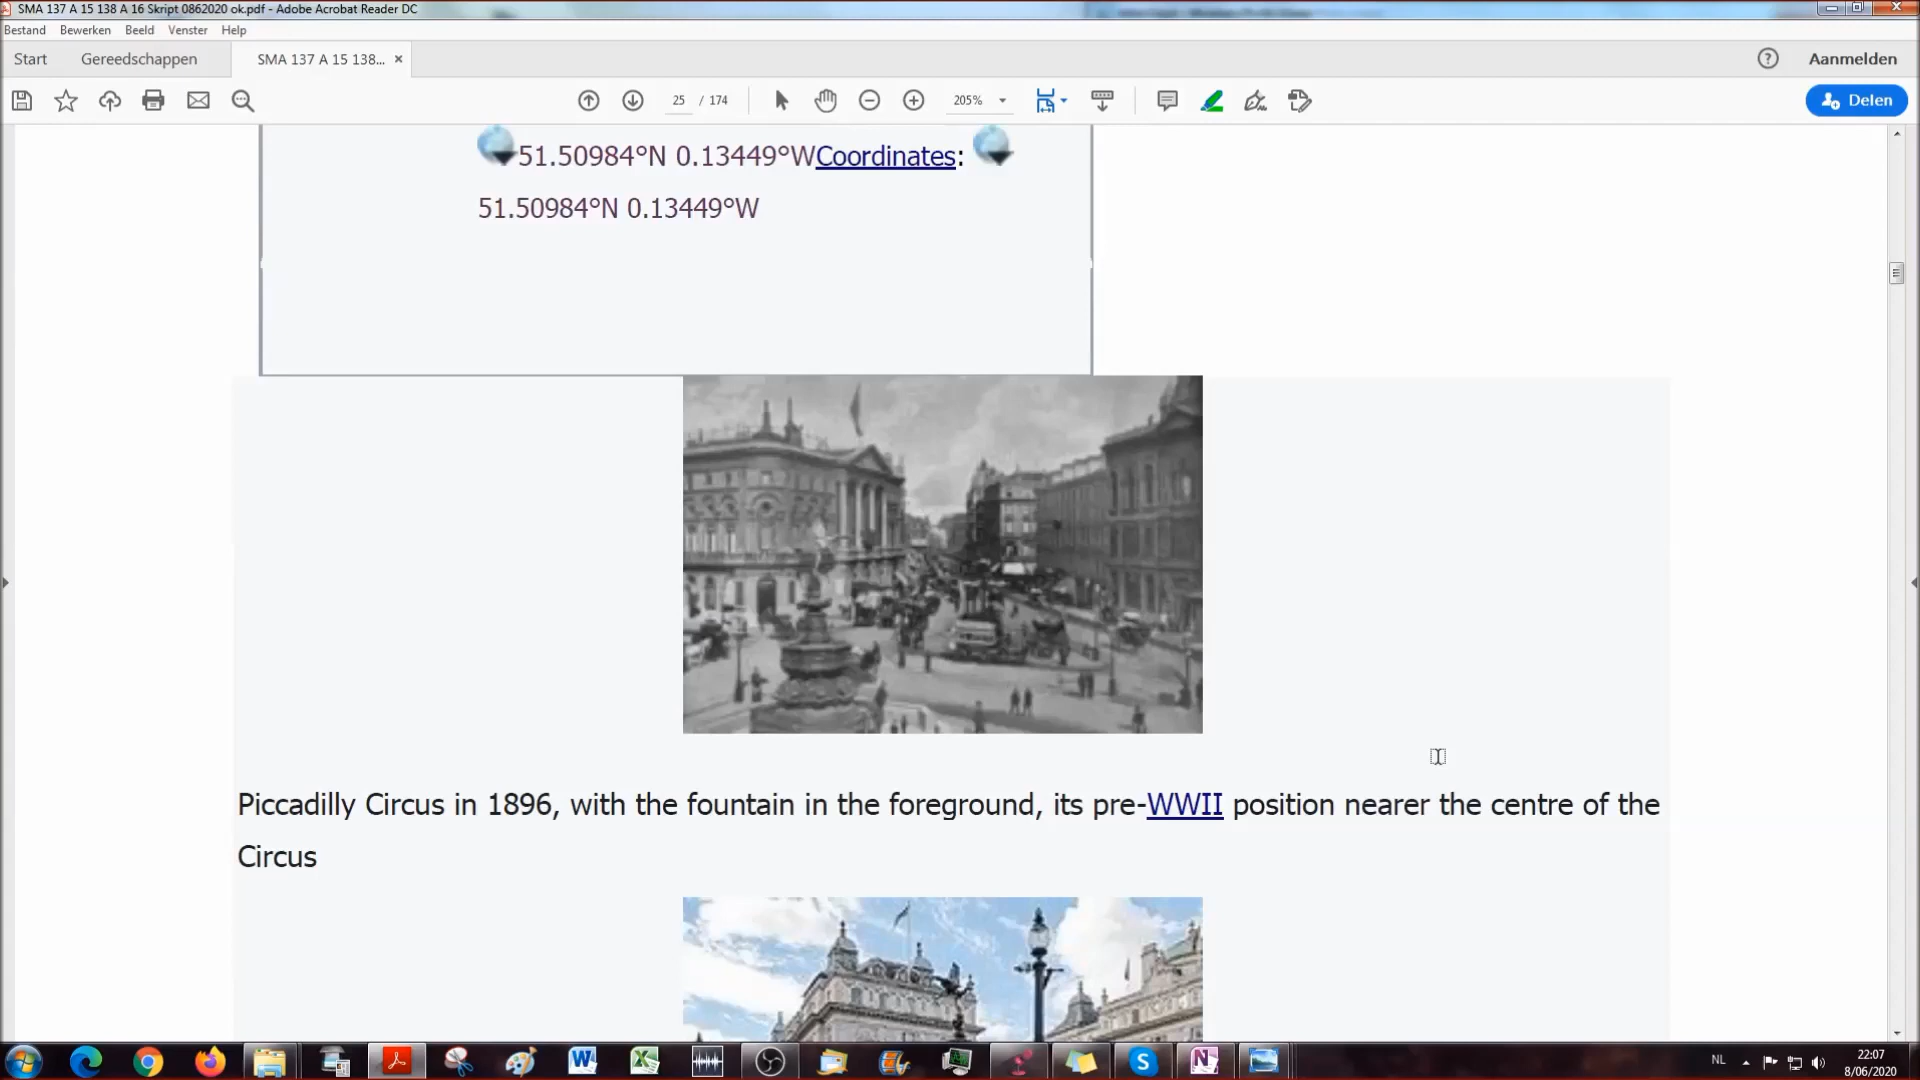 SMA 137 A 15 138 A 16 Skript 0862020 ok.pdf - Adobe Acrobat Reader DC
Bestand Bewerken Beeld Venster Help
Start Gereedschappen SMA 137 A 15 138... × Aanmelden
25 / 174 205% Delen
51.50984°N 0.13449°WCoordinates:
51.50984°N 0.13449°W
Piccadilly Circus in 1896, with the fountain in the foreground, its pre-WWII position nearer the centre of the
Circus
NL 22:07
8/06/2020